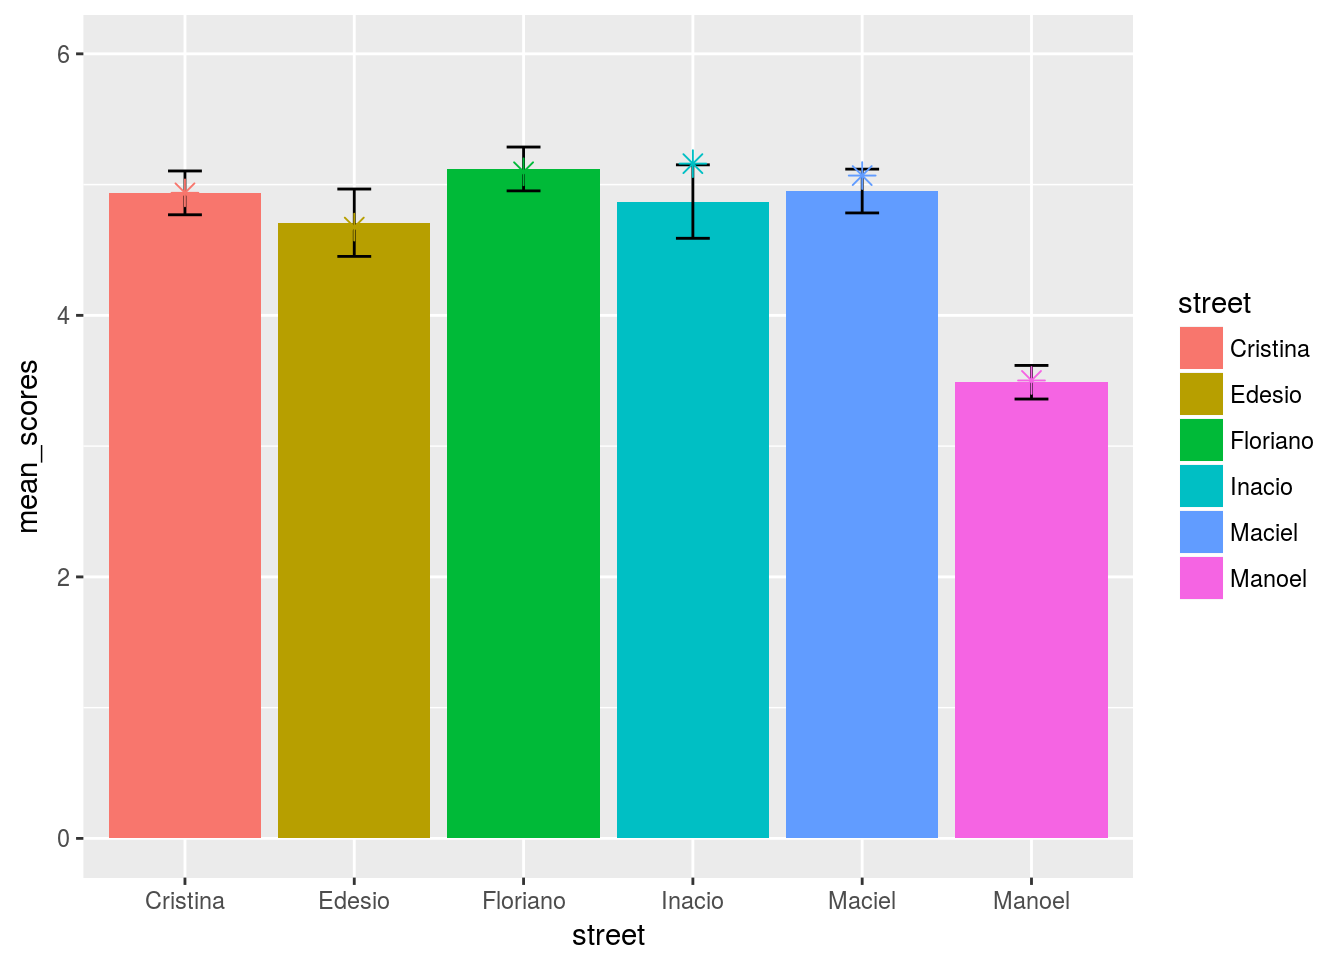 6
4
2
0
mean_scores
Cristina
Edesio
Floriano
Inacio
Maciel
Manoel
street
street
Cristina
Edesio
Floriano
Inacio
Maciel
Manoel